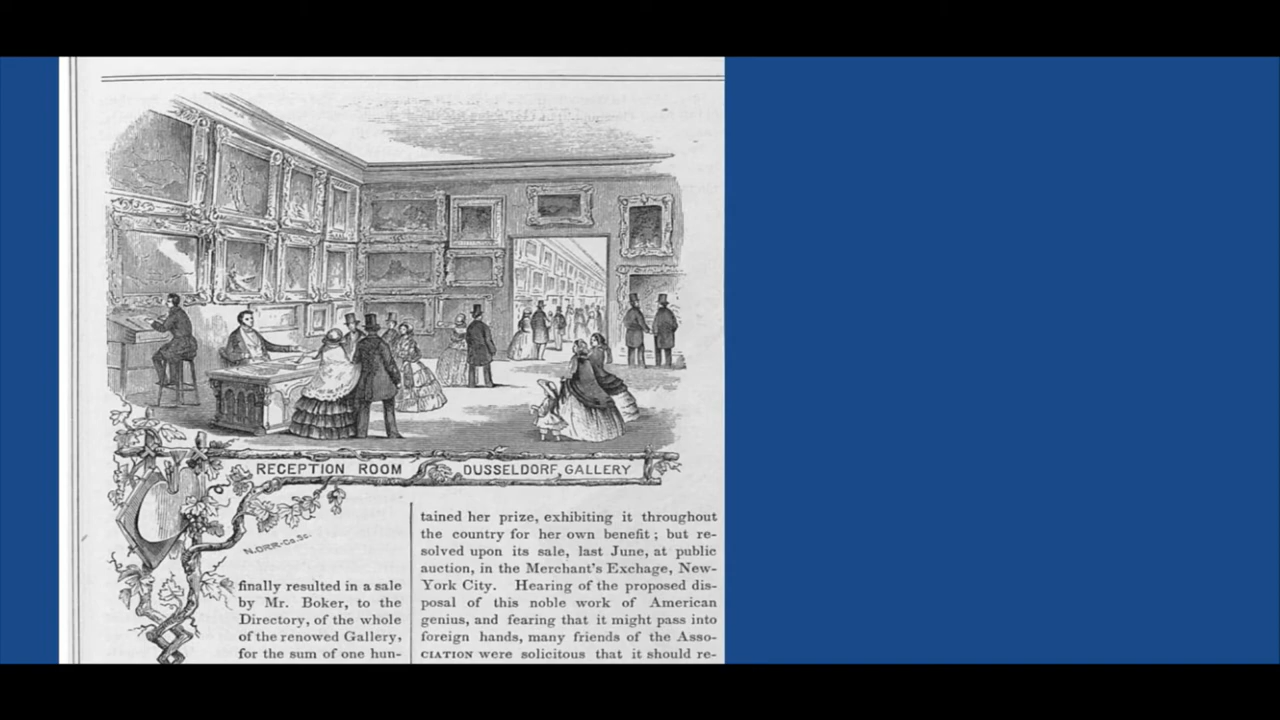 RECEPTION ROOM DUSSELDORF GALLERY
N. ORR-Co. Sc.
finally resulted in a sale
by Mr. Boker, to the
Directory, of the whole
of the renowed Gallery,
for the sum of one hun-
tained her prize, exhibiting it throughout
the country for her own benefit; but re-
solved upon its sale, last June, at public
auction, in the Merchant's Exchage, New-
York City. Hearing of the proposed dis-
posal of this noble work of American
genius, and fearing that it might pass into
foreign hands, many friends of the Asso-
CIATION were solicitous that it should re-